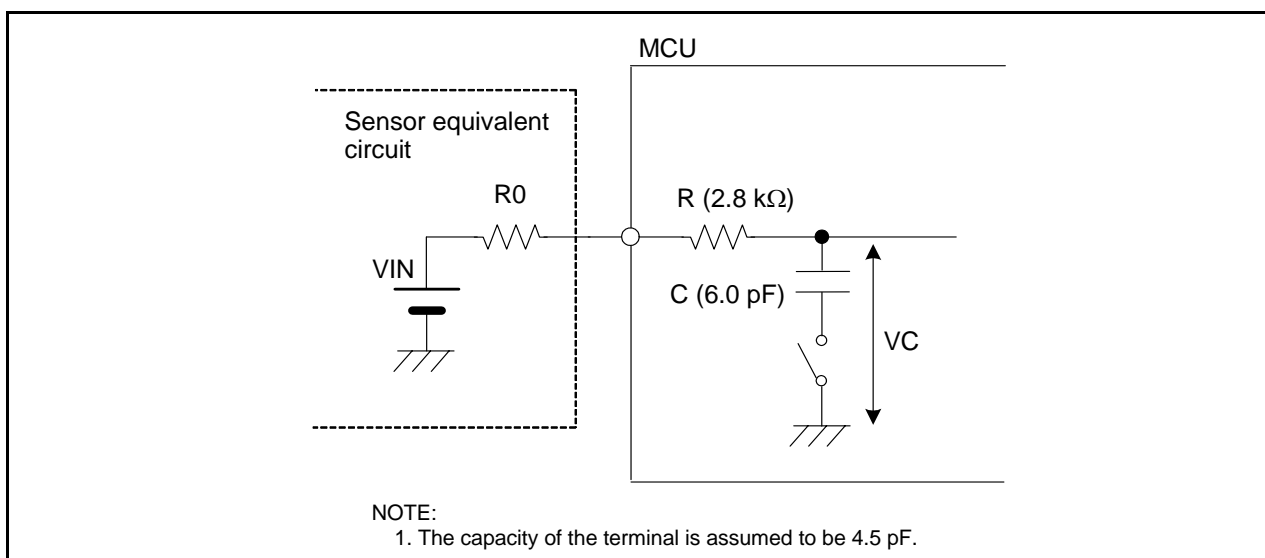 MCU
Sensor equivalent
circuit
R0
R (2.8 kΩ)
VIN
C (6.0 pF)
VC
NOTE:
1. The capacity of the terminal is assumed to be 4.5 pF.